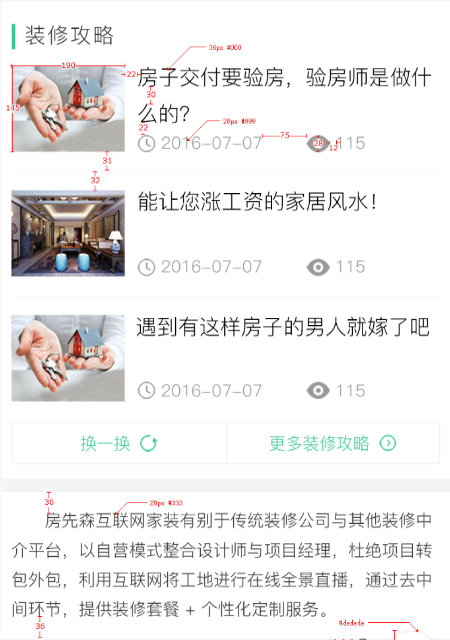 装修攻略
36px #000
190
22
房子交付要验房，验房师是做什
30
145
么的?
22
28px #999
2016-07-07
75
28
12
115
31
32
能让您涨工资的家居风水!
2016-07-07
115
遇到有这样房子的男人就嫁了吧
2016-07-07
115
换一换
更多装修攻略
36
28px #333
房先森互联网家装有别于传统装修公司与其他装修中
介平台，以自营模式整合设计师与项目经理，杜绝项目转
包外包，利用互联网将工地进行在线全景直播，通过去中
间环节，提供装修套餐 + 个性化定制服务。
36
#dedede